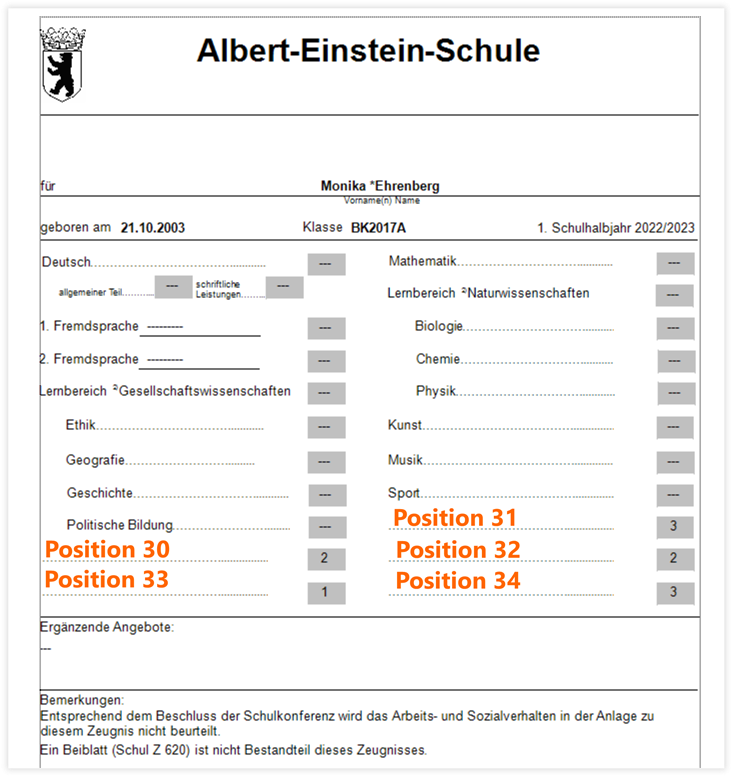 Albert-Einstein-Schule
für Monika *Ehrenberg
Vorname(n) Name
geboren am 21.10.2003 Klasse BK2017A 1. Schulhalbjahr 2022/2023
Deutsch --- Mathematik ---
allgemeiner Teil --- schriftliche Leistungen --- Lernbereich ²Naturwissenschaften ---
1. Fremdsprache --------- --- Biologie ---
2. Fremdsprache --------- --- Chemie ---
Lernbereich ²Gesellschaftswissenschaften --- Physik ---
Ethik --- Kunst ---
Geografie --- Musik ---
Geschichte --- Sport ---
Politische Bildung --- Position 31 3
Position 30 2 Position 32 2
Position 33 1 Position 34 3
Ergänzende Angebote:
---
Bemerkungen:
Entsprechend dem Beschluss der Schulkonferenz wird das Arbeits- und Sozialverhalten in der Anlage zu
diesem Zeugnis nicht beurteilt.
Ein Beiblatt (Schul Z 620) ist nicht Bestandteil dieses Zeugnisses.